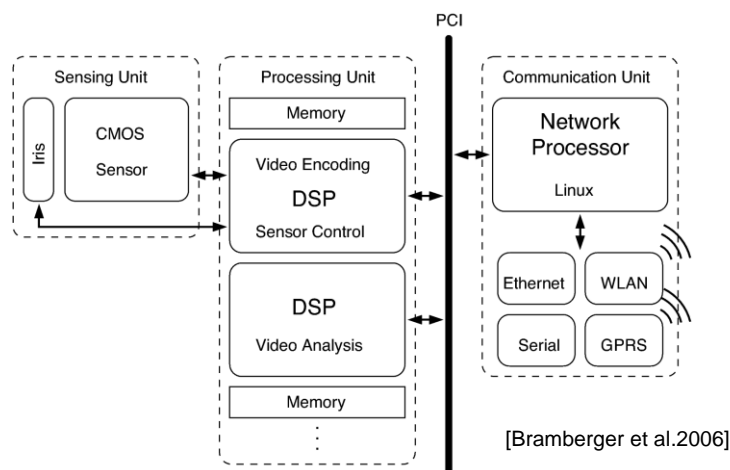 PCI
Sensing Unit
Iris
CMOS
Sensor
Processing Unit
Memory
Video Encoding
DSP
Sensor Control
DSP
Video Analysis
Memory
Communication Unit
Network
Processor
Linux
Ethernet
WLAN
Serial
GPRS
[Bramberger et al.2006]